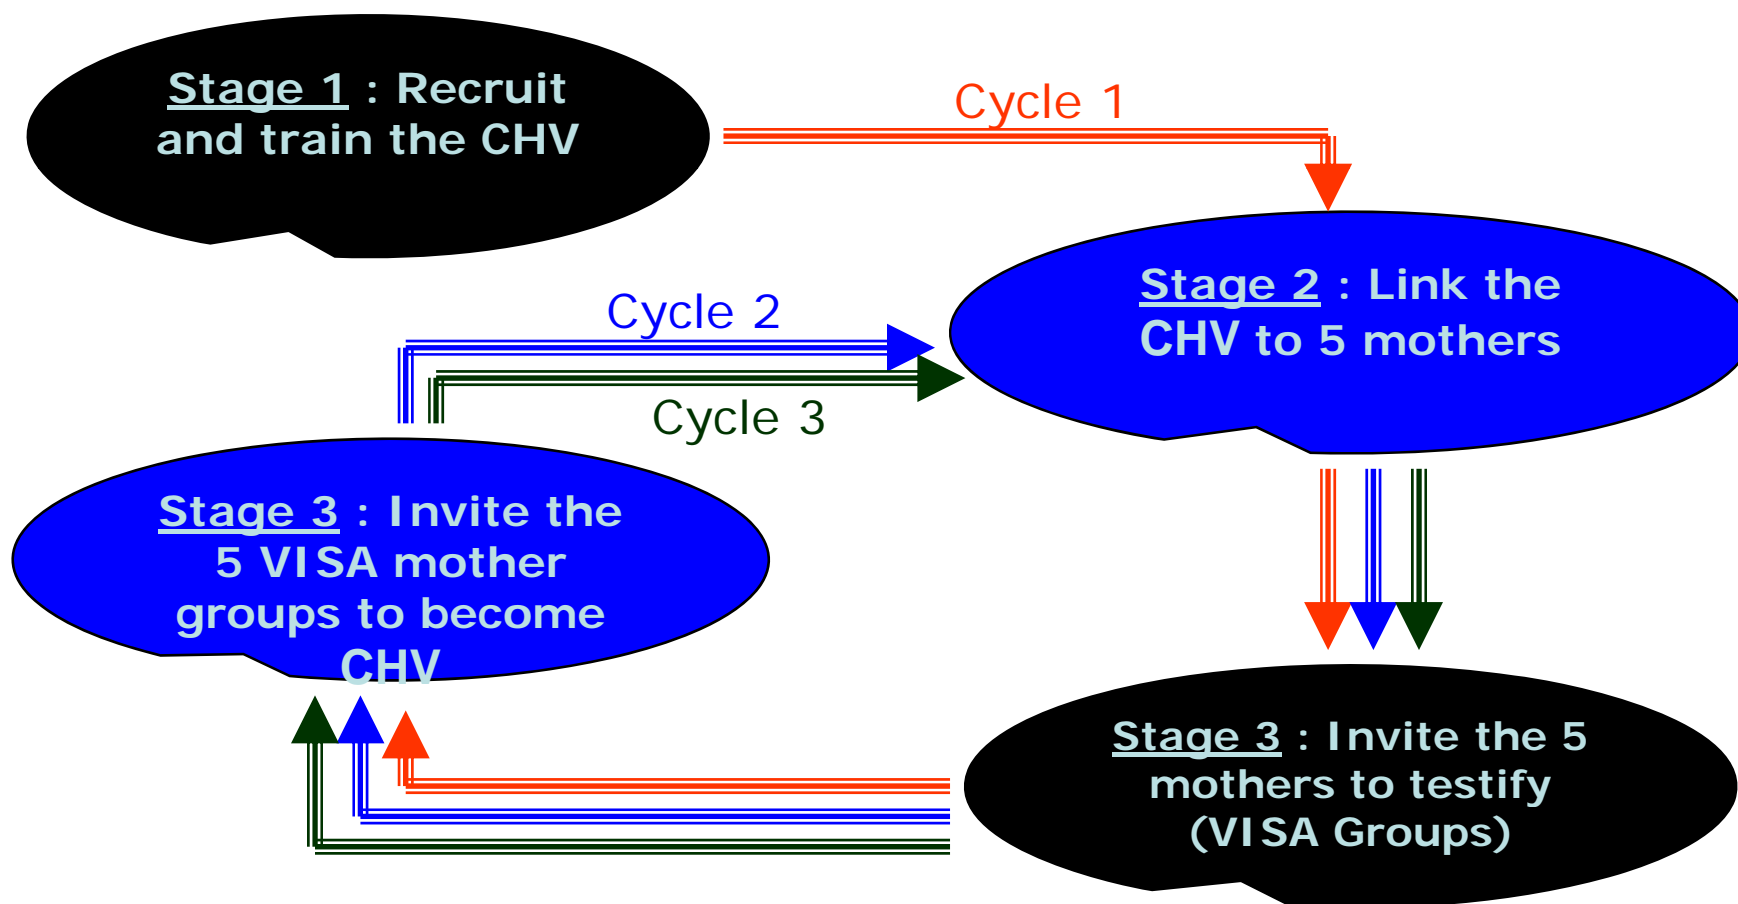 Stage 1 : Recruit
and train the CHV
Cycle 1
Stage 2 : Link the
CHV to 5 mothers
Cycle 2
Cycle 3
Stage 3 : Invite the
5 VISA mother
groups to become
CHV
Stage 3 : Invite the 5
mothers to testify
(VISA Groups)